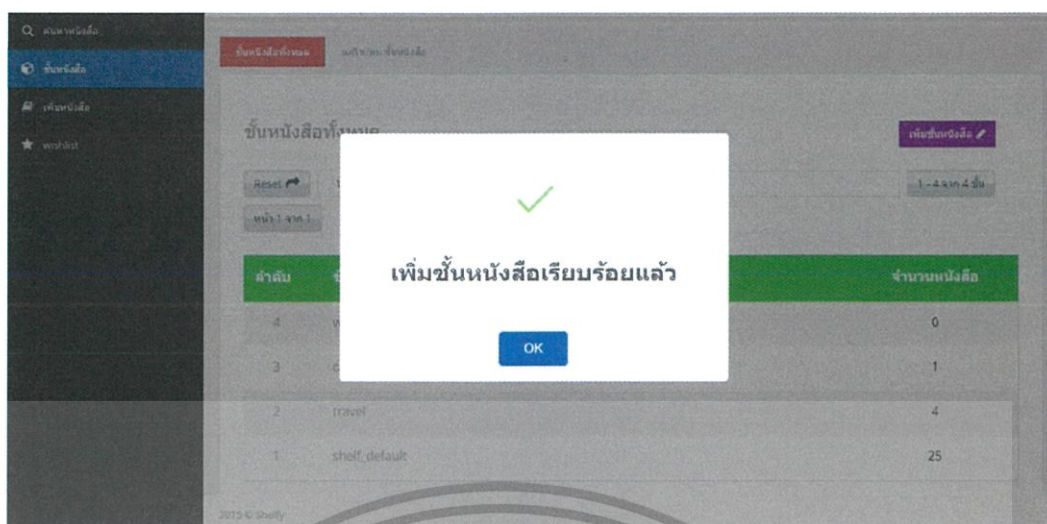 ค้นหาหนังสือ
ชั้นหนังสือ
เพิ่มหนังสือ
wishlist
ชั้นหนังสือทั้งหมด แก้ไข/ลบ ชั้นหนังสือ
ชั้นหนังสือทั้งหมด
เพิ่มชั้นหนังสือ
Reset
1 - 4 จาก 4 ชั้น
หน้า 1 จาก 1
เพิ่มชั้นหนังสือเรียบร้อยแล้ว
OK
ลำดับ จำนวนหนังสือ
4 0
3 1
2 travel 4
1 shelf_default 25
2015 © Shelfy